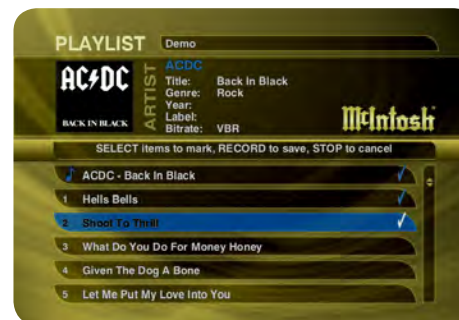 PLAYLIST Demo
AC⚡DC
BACK IN BLACK
ARTIST
ACDC
Title: Back In Black
Genre: Rock
Year:
Label:
Bitrate: VBR
McIntosh
SELECT items to mark, RECORD to save, STOP to cancel
ACDC - Back In Black
1 Hells Bells
2 Shoot To Thrill
3 What Do You Do For Money Honey
4 Given The Dog A Bone
5 Let Me Put My Love Into You